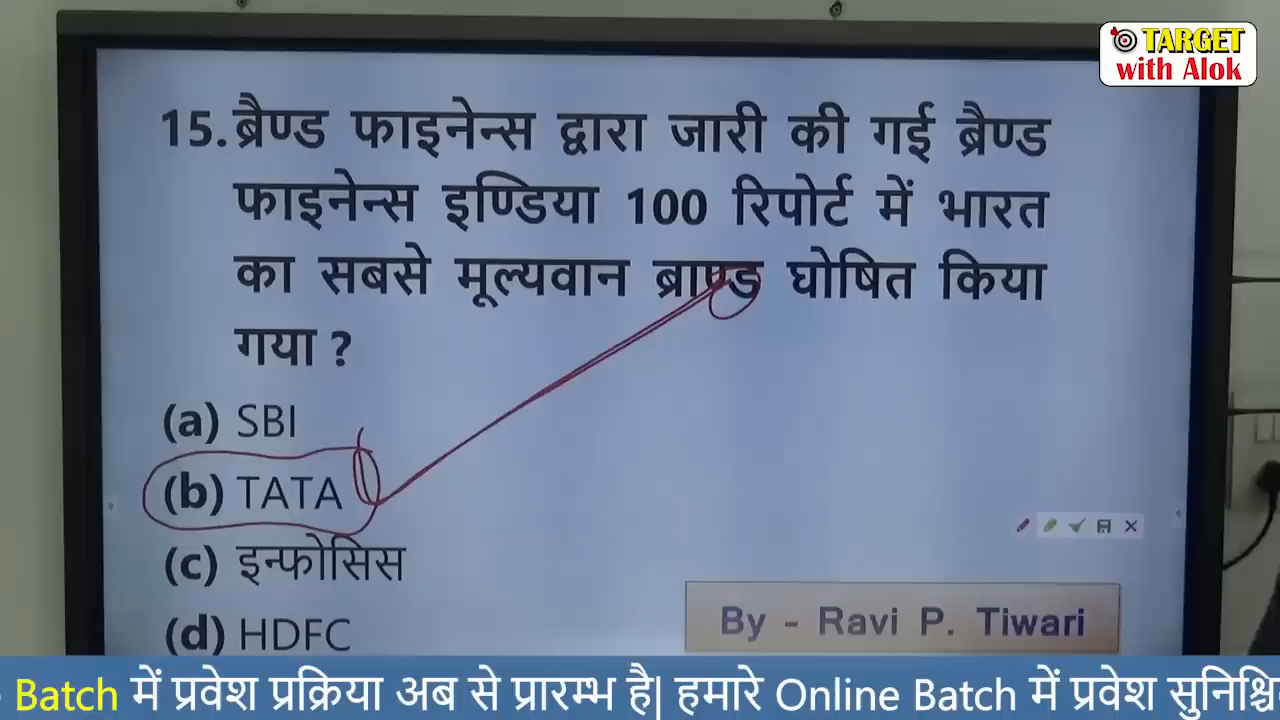 TARGET
with Alok
15. ब्रैण्ड फाइनेन्स द्वारा जारी की गई ब्रैण्ड
फाइनेन्स इण्डिया 100 रिपोर्ट में भारत
का सबसे मूल्यवान ब्राण्ड घोषित किया
गया ?
(a) SBI
(b) TATA
(c) इन्फोसिस
(d) HDFC
By - Ravi P. Tiwari
Batch में प्रवेश प्रक्रिया अब से प्रारम्भ है| हमारे Online Batch में प्रवेश सुनिश्चि